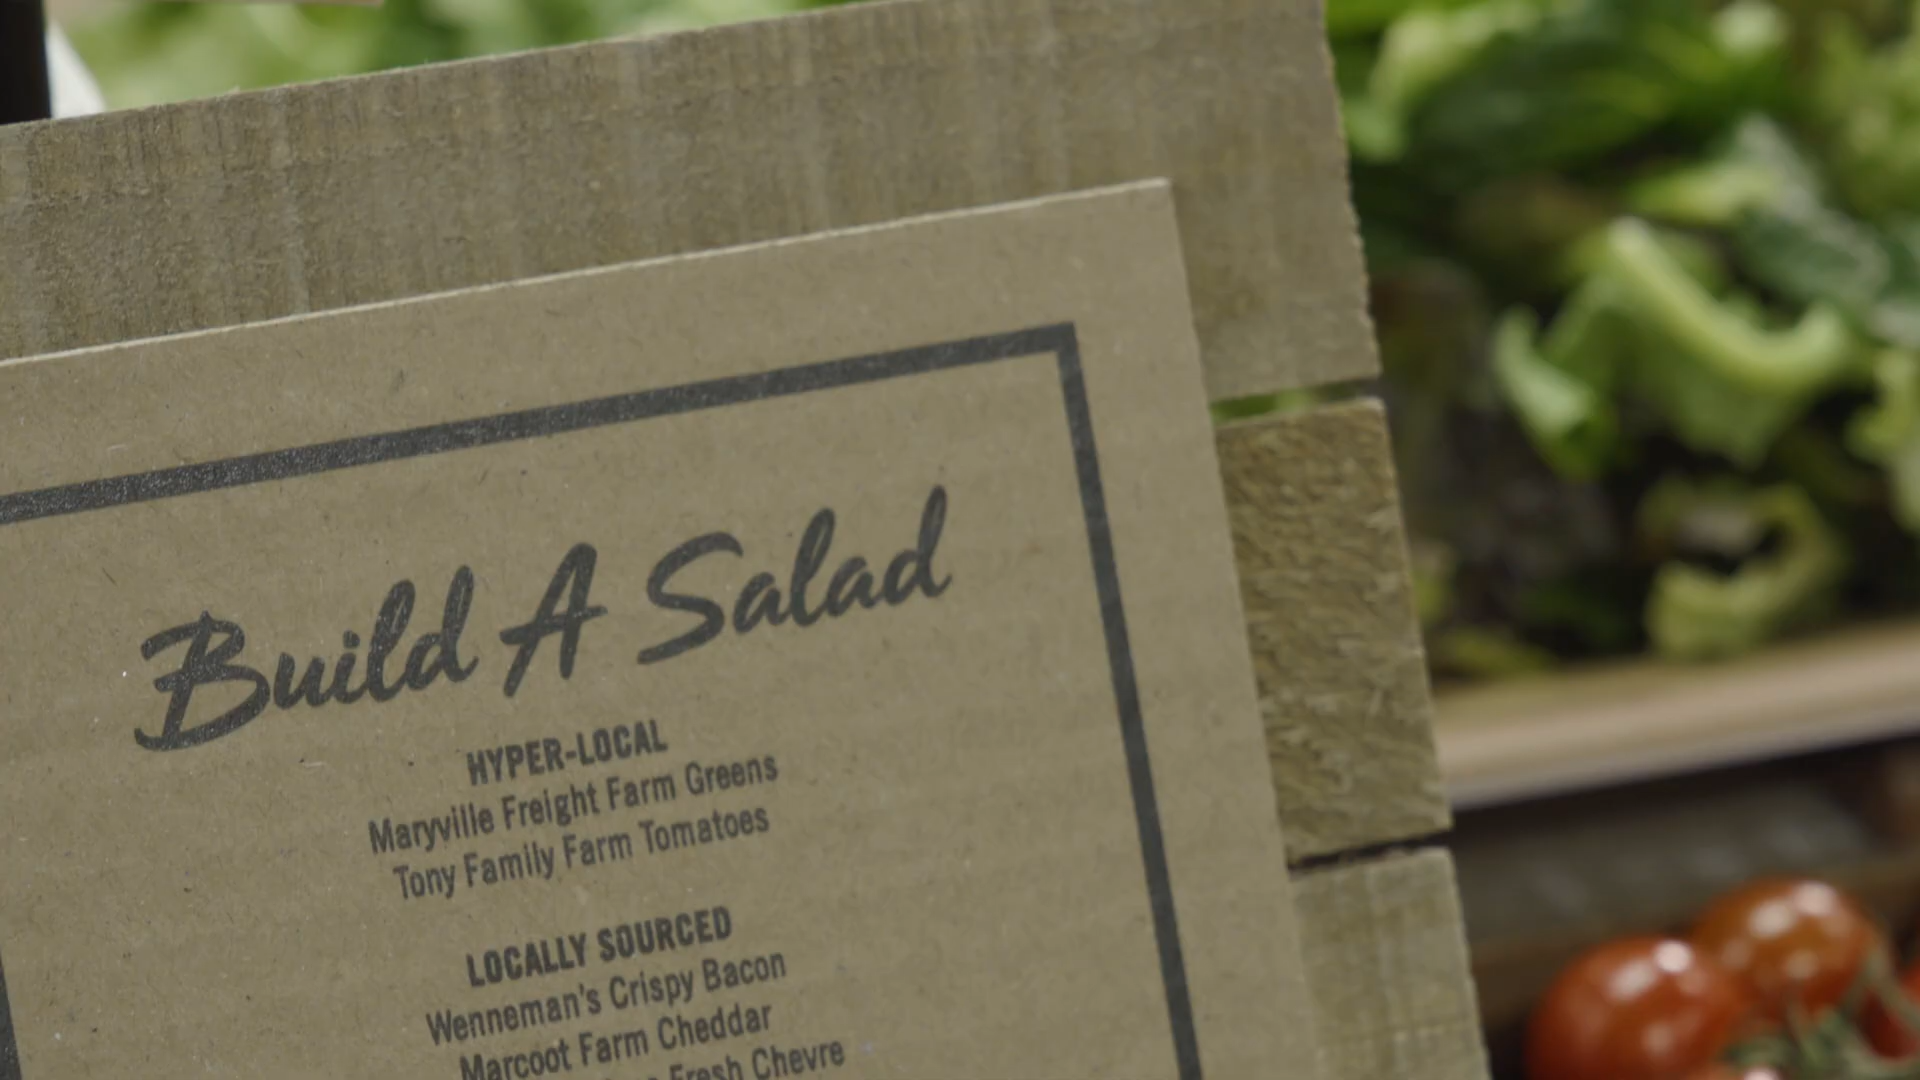 Build A Salad
HYPER-LOCAL
Maryville Freight Farm Greens
Tony Family Farm Tomatoes
LOCALLY SOURCED
Wenneman's Crispy Bacon
Marcoot Farm Cheddar
Fresh Chevre